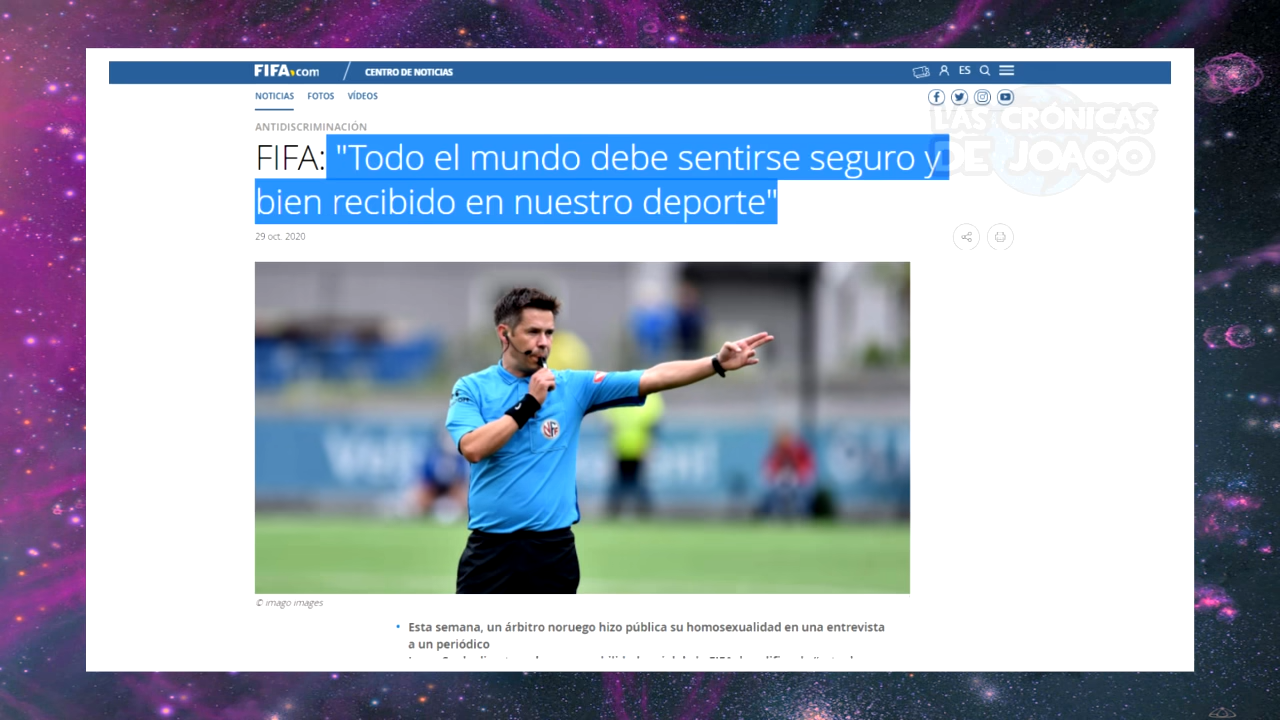 FIFA.com
CENTRO DE NOTICIAS
ES
NOTICIAS FOTOS VÍDEOS
LAS CRÓNICAS
DE JOAQO
ANTIDISCRIMINACIÓN
FIFA: "Todo el mundo debe sentirse seguro y
bien recibido en nuestro deporte"
29 oct. 2020
© imago images
• Esta semana, un árbitro noruego hizo pública su homosexualidad en una entrevista
a un periódico